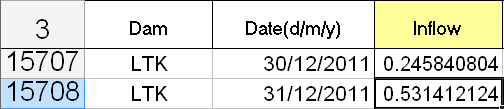 3 Dam Date(d/m/y) Inflow
15707 LTK 30/12/2011 0.245840804
15708 LTK 31/12/2011 0.531412124